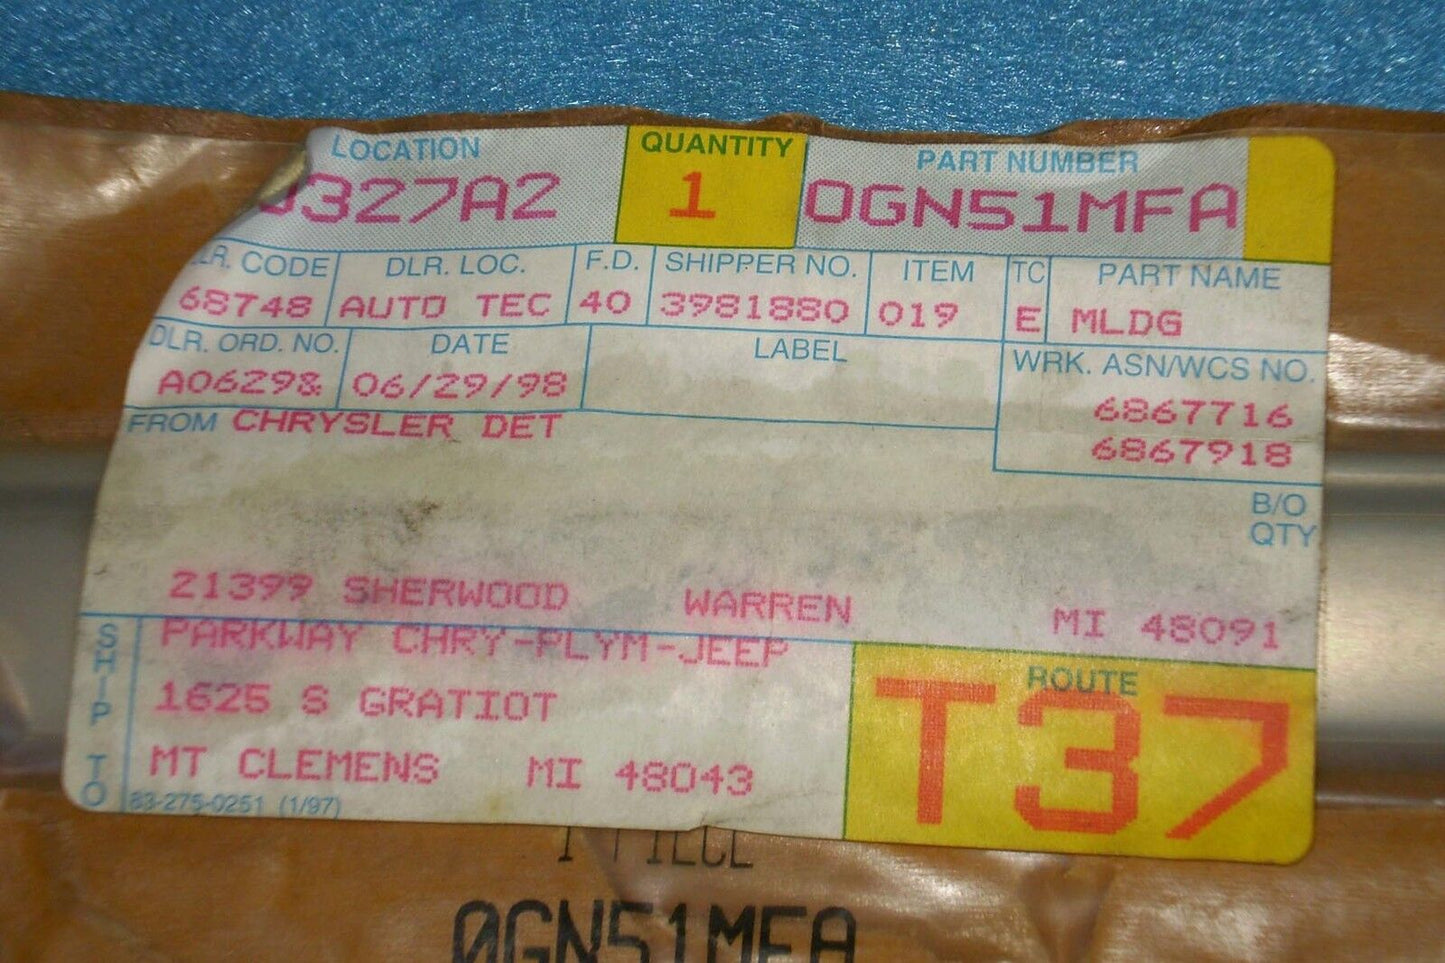 LOCATION QUANTITY PART NUMBER
327A2 1 0GN51MFA
DLR. CODE DLR. LOC. F.D. SHIPPER NO. ITEM TC PART NAME
68748 AUTO TEC 40 3981880 019 E MLDG
DLR. ORD. NO. DATE LABEL WRK. ASN/WCS NO.
A0629& 06/29/98 6867716
6867918
FROM CHRYSLER DET
B/O
QTY
21399 SHERWOOD WARREN MI 48091
SHIP TO
PARKWAY CHRY-PLYM-JEEP
1625 S GRATIOT
MT CLEMENS MI 48043
ROUTE
T37
83-275-0251 (1/97)
1 PIECE
0GN51MFA